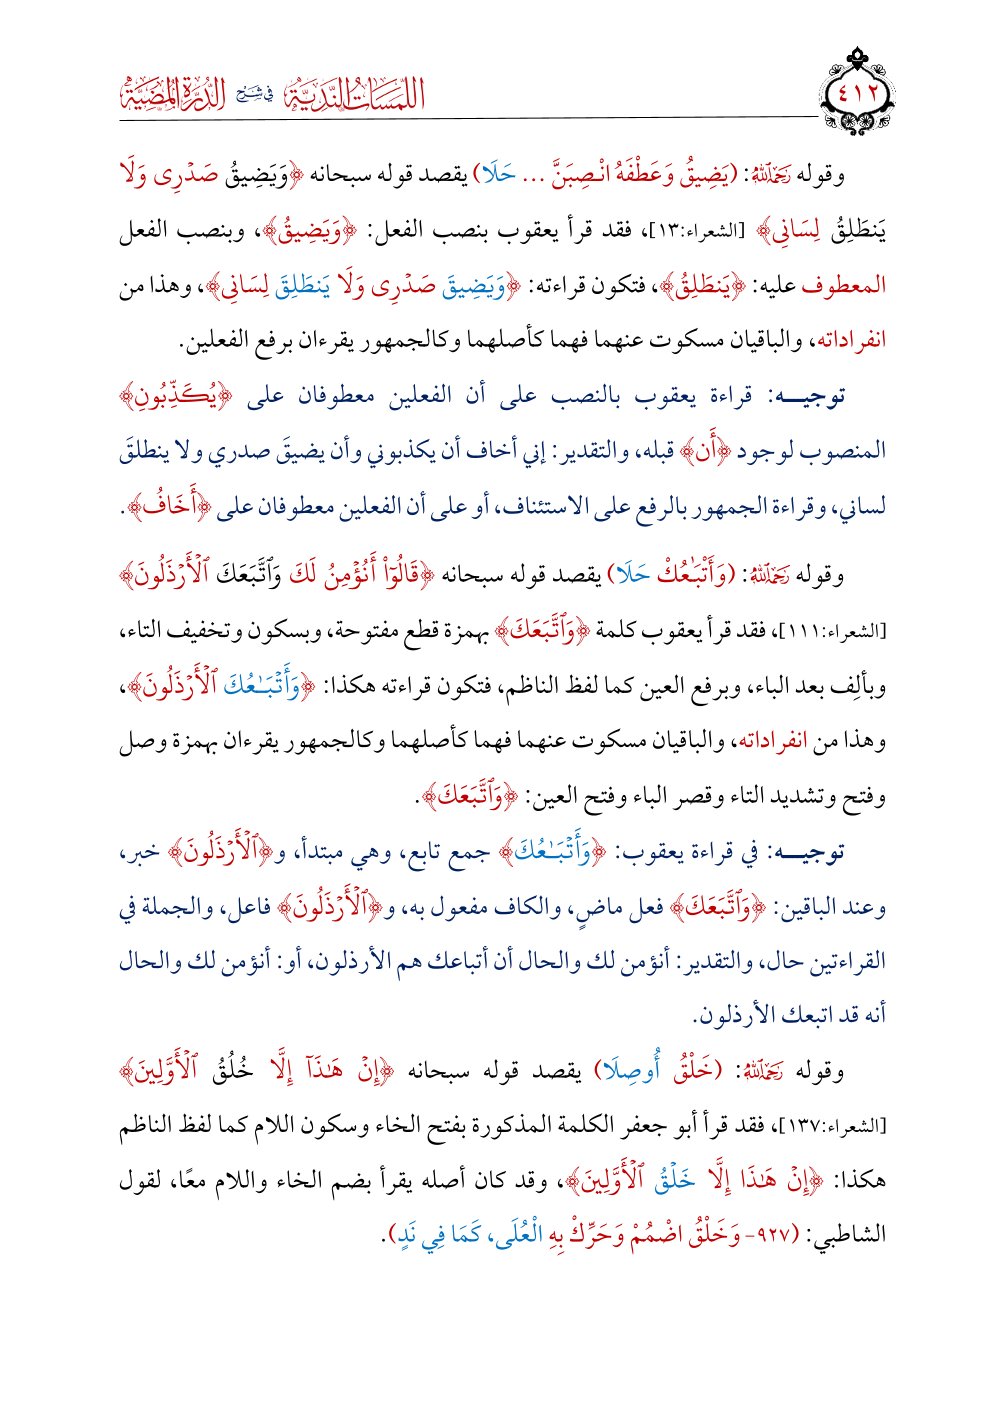 ٤١٢
اللمسات الندية في شرح الدرة المضية
وقوله رحمه الله: (يَضِيقُ وَعَطْفَهُ انْـصِبَنَّ ... حَلَا) يقصد قوله سبحانه ﴿وَيَضِيقُ صَدْرِى وَلَا
يَنطَلِقُ لِسَانِى﴾ [الشعراء:١٣]، فقد قرأ يعقوب بنصب الفعل: ﴿وَيَضِيقُ﴾، وبنصب الفعل
المعطوف عليه: ﴿يَنطَلِقُ﴾، فتكون قراءته: ﴿وَيَضِيقَ صَدْرِى وَلَا يَنطَلِقَ لِسَانِى﴾، وهذا من
انفراداته، والباقيان مسكوت عنهما فهما كأصلهما وكالجمهور يقرءان برفع الفعلين.
توجيـــه: قراءة يعقوب بالنصب على أن الفعلين معطوفان على ﴿يُكَذِّبُونِ﴾
المنصوب لوجود ﴿أَن﴾ قبله، والتقدير: إني أخاف أن يكذبوني وأن يضيقَ صدري ولا ينطلقَ
لساني، وقراءة الجمهور بالرفع على الاستئناف، أو على أن الفعلين معطوفان على ﴿أَخَافُ﴾.
وقوله رحمه الله: (وَأَتْبَٰعُكْ حَلَا) يقصد قوله سبحانه ﴿قَالُوٓاْ أَنُؤْمِنُ لَكَ وَٱتَّبَعَكَ ٱلْأَرْذَلُونَ﴾
[الشعراء:١١١]، فقد قرأ يعقوب كلمة ﴿وَٱتَّبَعَكَ﴾ بهمزة قطع مفتوحة، وبسكون وتخفيف التاء،
وبألِف بعد الباء، وبرفع العين كما لفظ الناظم، فتكون قراءته هكذا: ﴿وَأَتْبَـٰعُكَ ٱلْأَرْذَلُونَ﴾،
وهذا من انفراداته، والباقيان مسكوت عنهما فهما كأصلهما وكالجمهور يقرءان بهمزة وصل
وفتح وتشديد التاء وقصر الباء وفتح العين: ﴿وَٱتَّبَعَكَ﴾.
توجيـــه: في قراءة يعقوب: ﴿وَأَتْبَـٰعُكَ﴾ جمع تابع، وهي مبتدأ، و﴿ٱلْأَرْذَلُونَ﴾ خبر،
وعند الباقين: ﴿وَٱتَّبَعَكَ﴾ فعل ماضٍ، والكاف مفعول به، و﴿ٱلْأَرْذَلُونَ﴾ فاعل، والجملة في
القراءتين حال، والتقدير: أنؤمن لك والحال أن أتباعك هم الأرذلون، أو: أنؤمن لك والحال
أنه قد اتبعك الأرذلون.
وقوله رحمه الله: (خَلْقُ أُوصِلَا) يقصد قوله سبحانه ﴿إِنْ هَـٰذَآ إِلَّا خُلُقُ ٱلْأَوَّلِينَ﴾
[الشعراء:١٣٧]، فقد قرأ أبو جعفر الكلمة المذكورة بفتح الخاء وسكون اللام كما لفظ الناظم
هكذا: ﴿إِنْ هَـٰذَا إِلَّا خَلْقُ ٱلْأَوَّلِينَ﴾، وقد كان أصله يقرأ بضم الخاء واللام معًا، لقول
الشاطبي: (٩٢٧- وَخَلْقُ اضْمُمْ وَحَرِّكْ بِهِ الْعُلَى، كَمَا فِي نَدٍ).